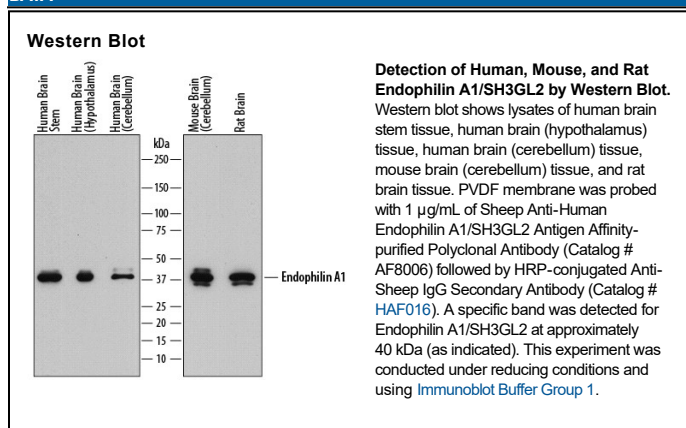 Western Blot
Human Brain
Stem
Human Brain
(Hypothalamus)
Human Brain
(Cerebellum)
Mouse Brain
(Cerebellum)
Rat Brain
kDa
250
150
100
75
50
37
25
20
15
10
Endophilin A1
Detection of Human, Mouse, and Rat
Endophilin A1/SH3GL2 by Western Blot.
Western blot shows lysates of human brain
stem tissue, human brain (hypothalamus)
tissue, human brain (cerebellum) tissue,
mouse brain (cerebellum) tissue, and rat
brain tissue. PVDF membrane was probed
with 1 µg/mL of Sheep Anti-Human
Endophilin A1/SH3GL2 Antigen Affinity-
purified Polyclonal Antibody (Catalog #
AF8006) followed by HRP-conjugated Anti-
Sheep IgG Secondary Antibody (Catalog #
HAF016). A specific band was detected for
Endophilin A1/SH3GL2 at approximately
40 kDa (as indicated). This experiment was
conducted under reducing conditions and
using Immunoblot Buffer Group 1.